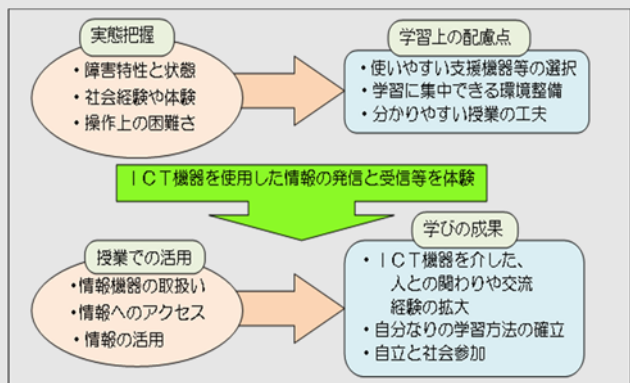 実態把握
・障害特性と状態
・社会経験や体験
・操作上の困難さ
学習上の配慮点
・使いやすい支援機器等の選択
・学習に集中できる環境整備
・分かりやすい授業の工夫
ＩＣＴ機器を使用した情報の発信と受信等を体験
授業での活用
・情報機器の取扱い
・情報へのアクセス
・情報の活用
学びの成果
・ＩＣＴ機器を介した、
人との関わりや交流
経験の拡大
・自分なりの学習方法の確立
・自立と社会参加